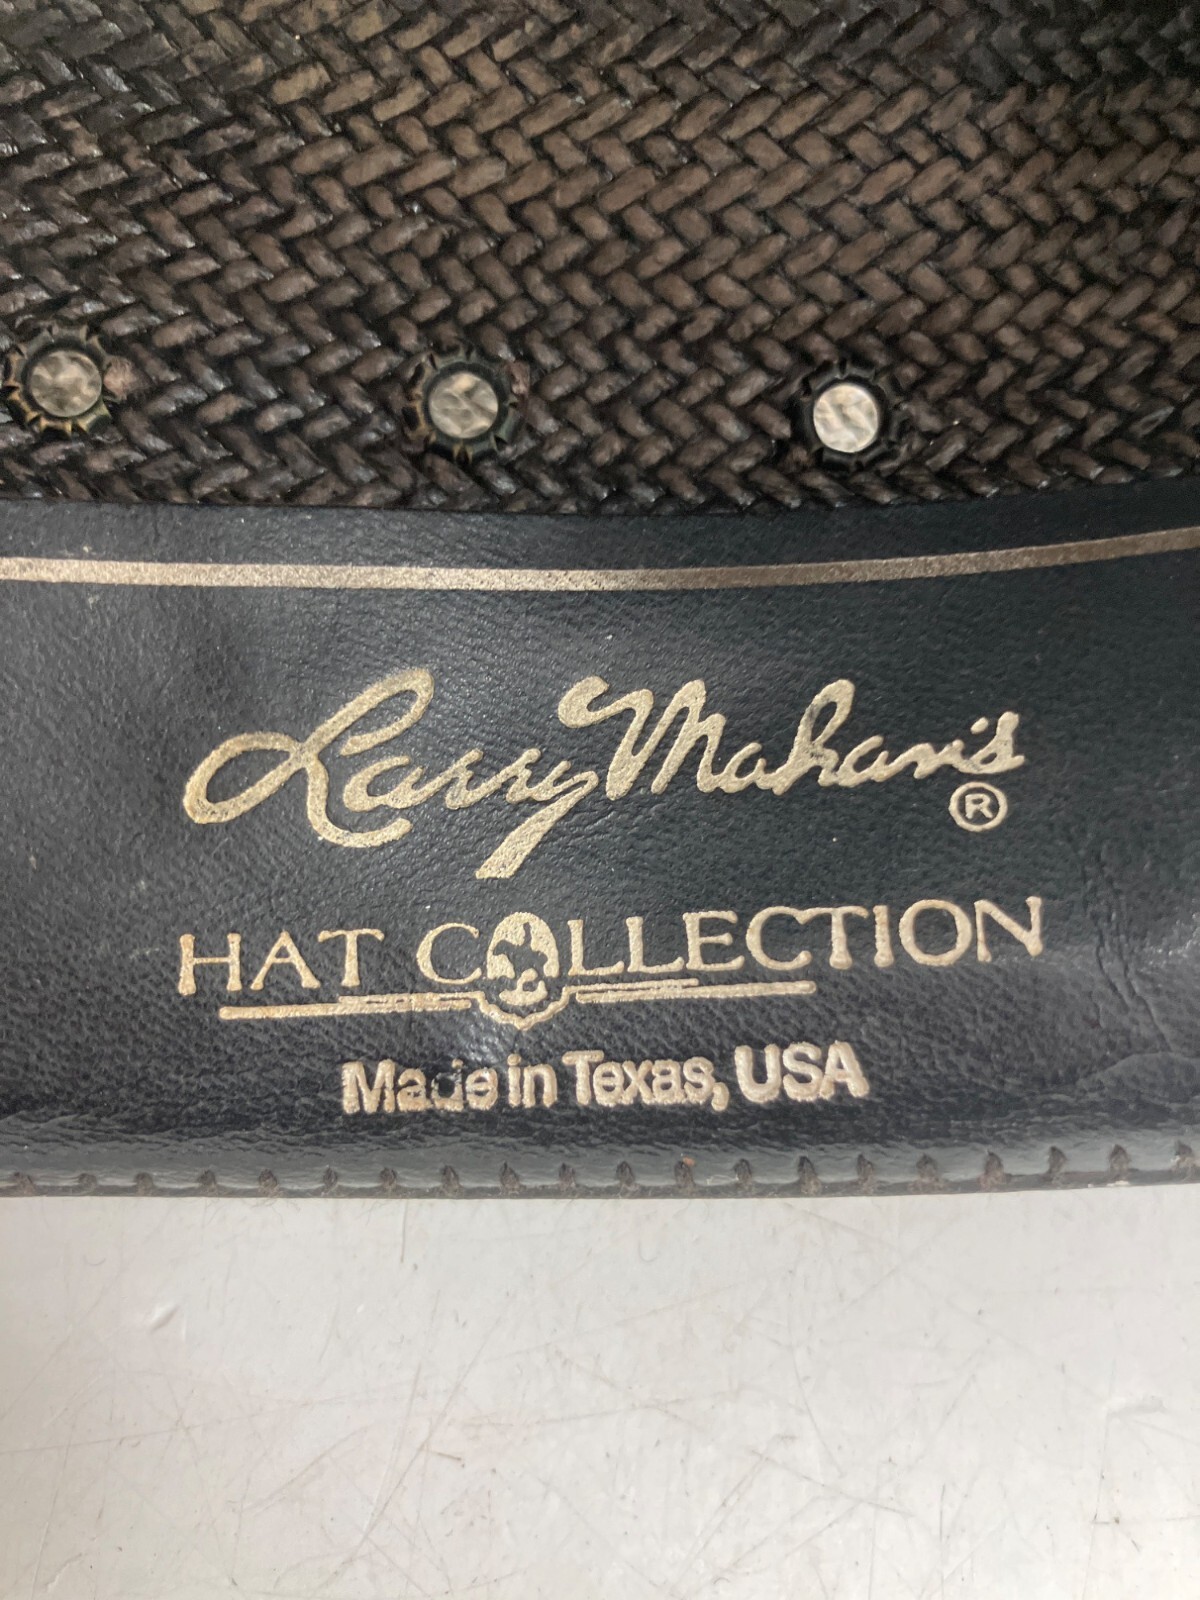 Larry Mahan's ®
HAT COLLECTION
Made in Texas, USA